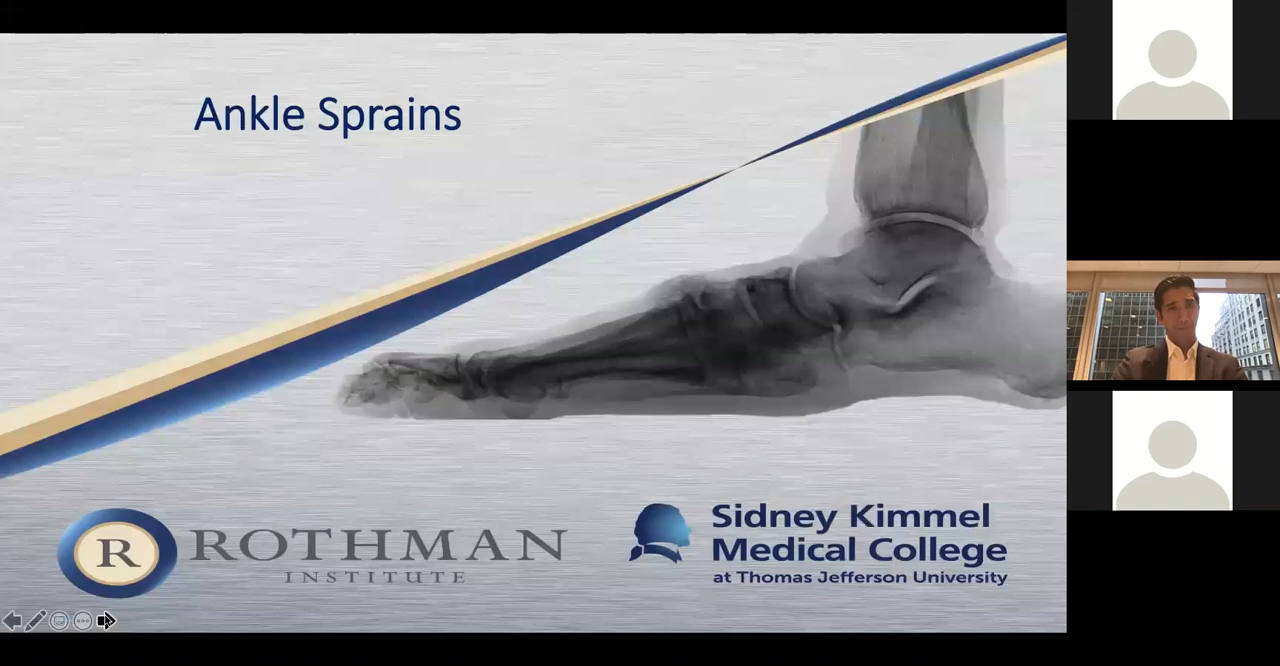 Ankle Sprains
R ROTHMAN
INSTITUTE
Sidney Kimmel
Medical College
at Thomas Jefferson University